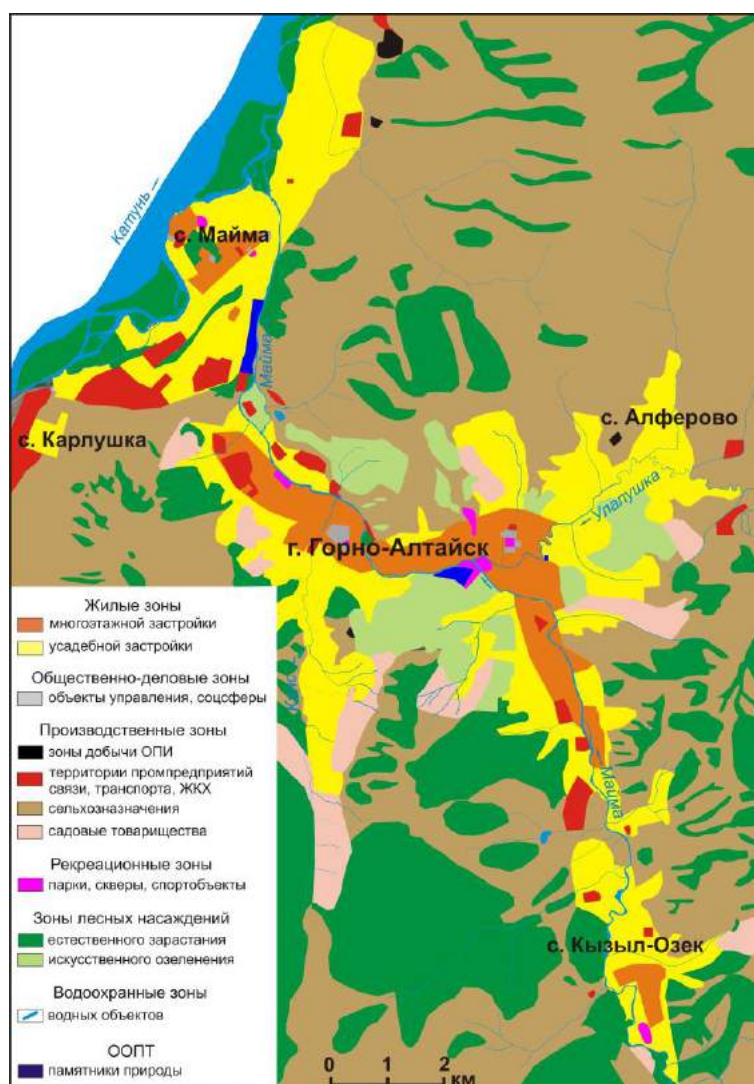 Катунь
с. Майма
Майма
с. Карлушка
с. Алферово
Улалушка
г. Горно-Алтайск
Майма
с. Кызыл-Озек
Жилые зоны
многоэтажной застройки
усадебной застройки
Общественно-деловые зоны
объекты управления, соцсферы
Производственные зоны
зоны добычи ОПИ
территории промпредприятий
связи, транспорта, ЖКХ
сельхозназначения
садовые товарищества
Рекреационные зоны
парки, скверы, спортобъекты
Зоны лесных насаждений
естественного зарастания
искусственного озеленения
Водоохранные зоны
водных объектов
ООПТ
памятники природы
0 1 2
км